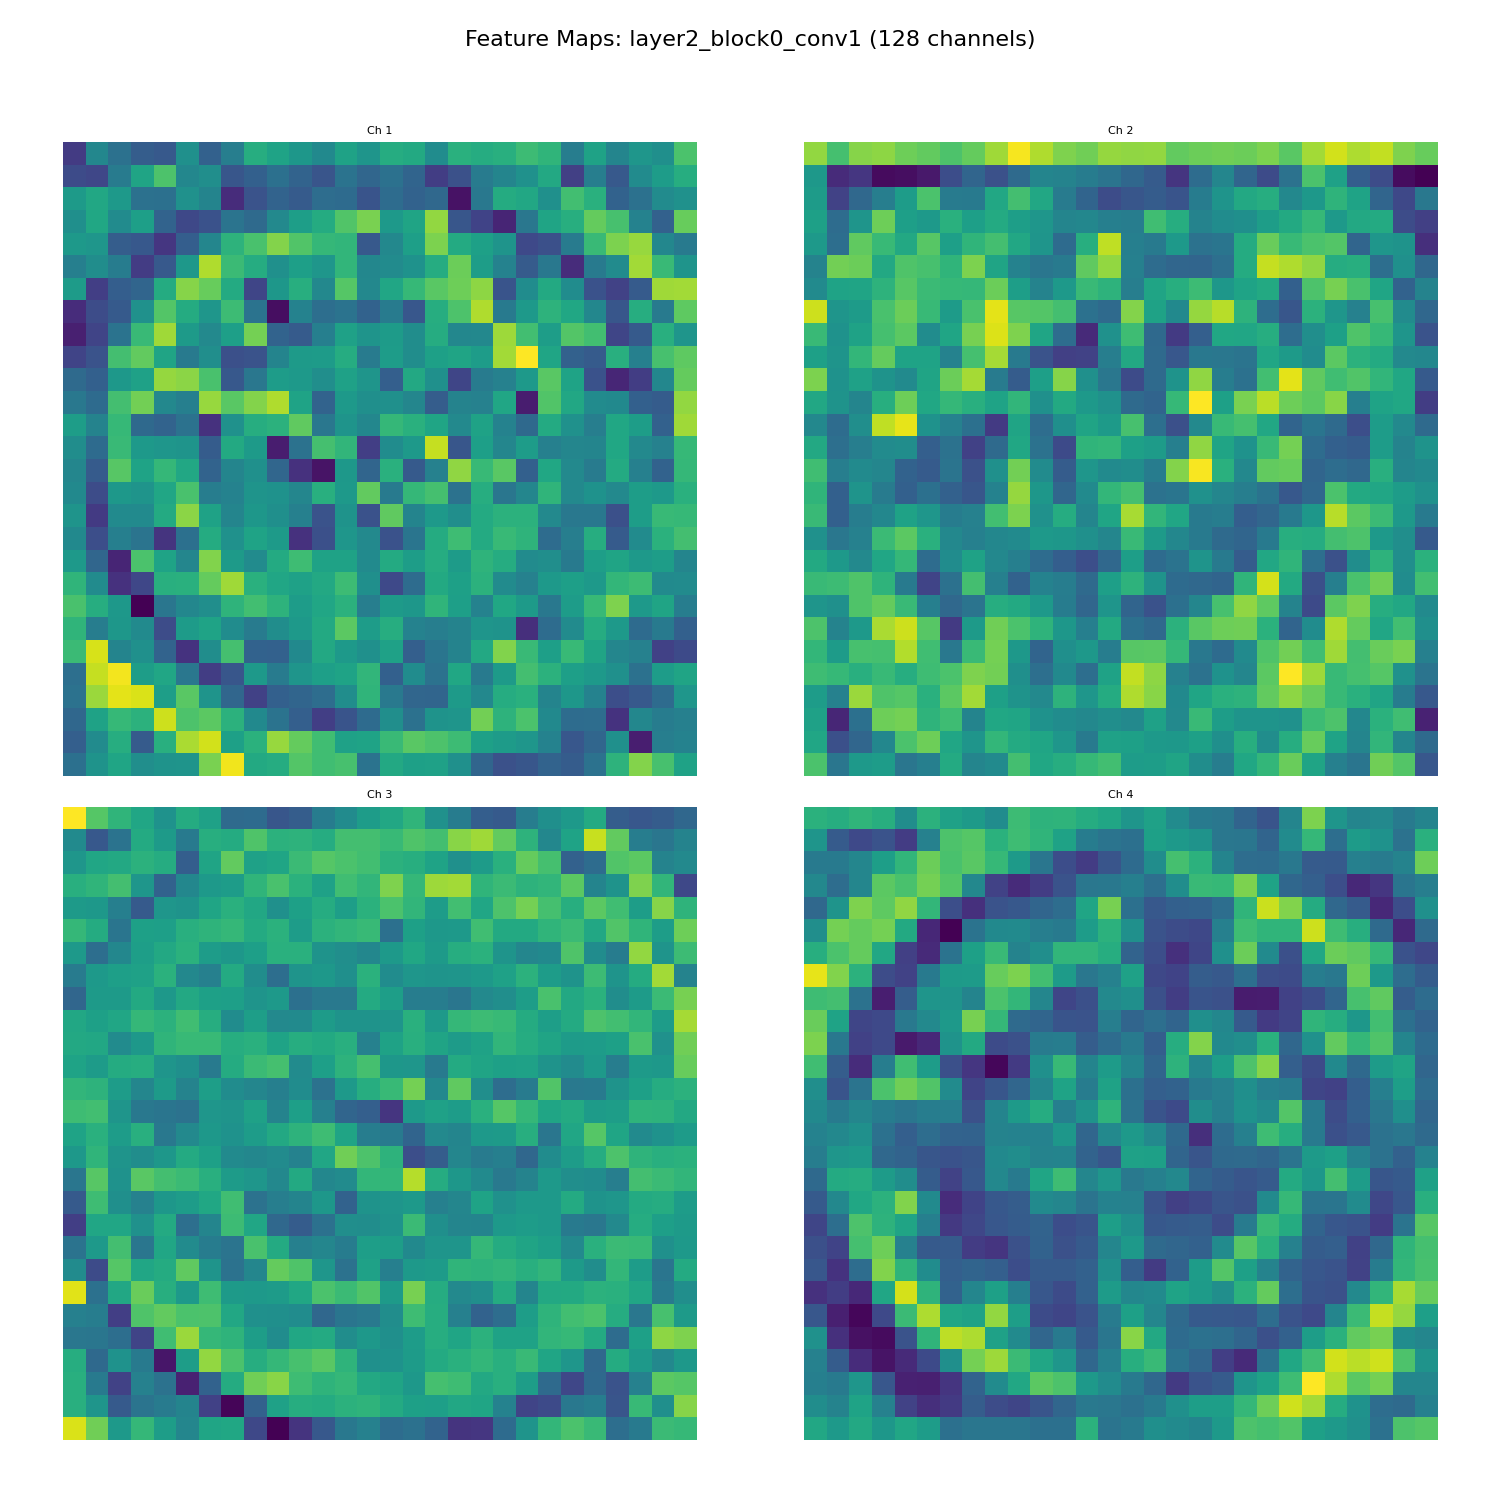 Feature Maps: layer2_block0_conv1 (128 channels)
Ch 1
Ch 2
Ch 3
Ch 4